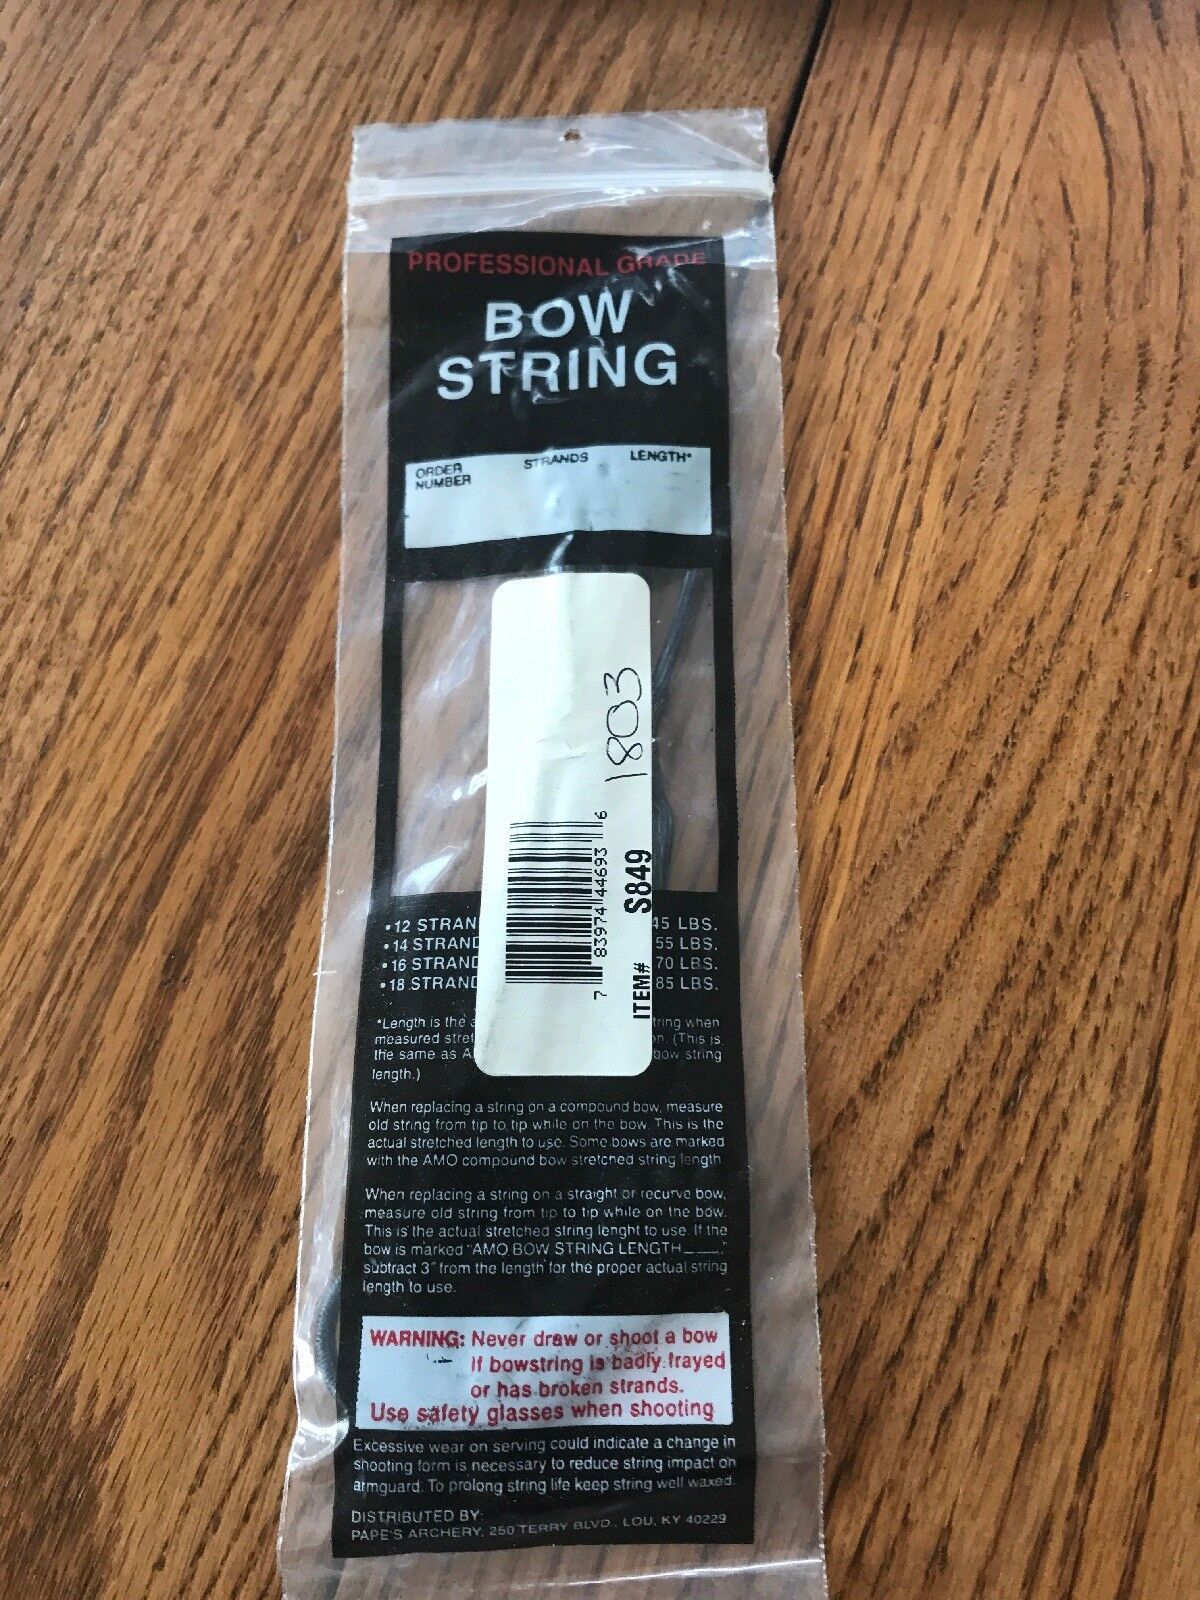 PROFESSIONAL GRADE
BOW
STRING
ORDER NUMBER STRANDS LENGTH*
1803
7 83974 44693 6
ITEM# S849
•12 STRAN 45 LBS.
•14 STRAND 55 LBS.
•16 STRAND 70 LBS.
•18 STRAND 85 LBS.
*Length is the tring when
measured (This is
the same as bow string
length.)
When replacing a string on a compound bow, measure
old string from tip to tip while on the bow. This is the
actual stretched length to use. Some bows are marked
with the AMO compound bow stretched string length.
When replacing a string on a straight or recurve bow,
measure old string from tip to tip while on the bow.
This is the actual stretched string lenght to use. If the
bow is marked "AMO BOW STRING LENGTH____,"
subtract 3" from the length for the proper actual string
length to use.
WARNING: Never draw or shoot a bow
if bowstring is badly frayed
or has broken strands.
Use safety glasses when shooting
Excessive wear on serving could indicate a change in
shooting form is necessary to reduce string impact on
armguard. To prolong string life keep string well waxed.
DISTRIBUTED BY:
PAPE'S ARCHERY, 250 TERRY BLVD., LOU, KY 40229